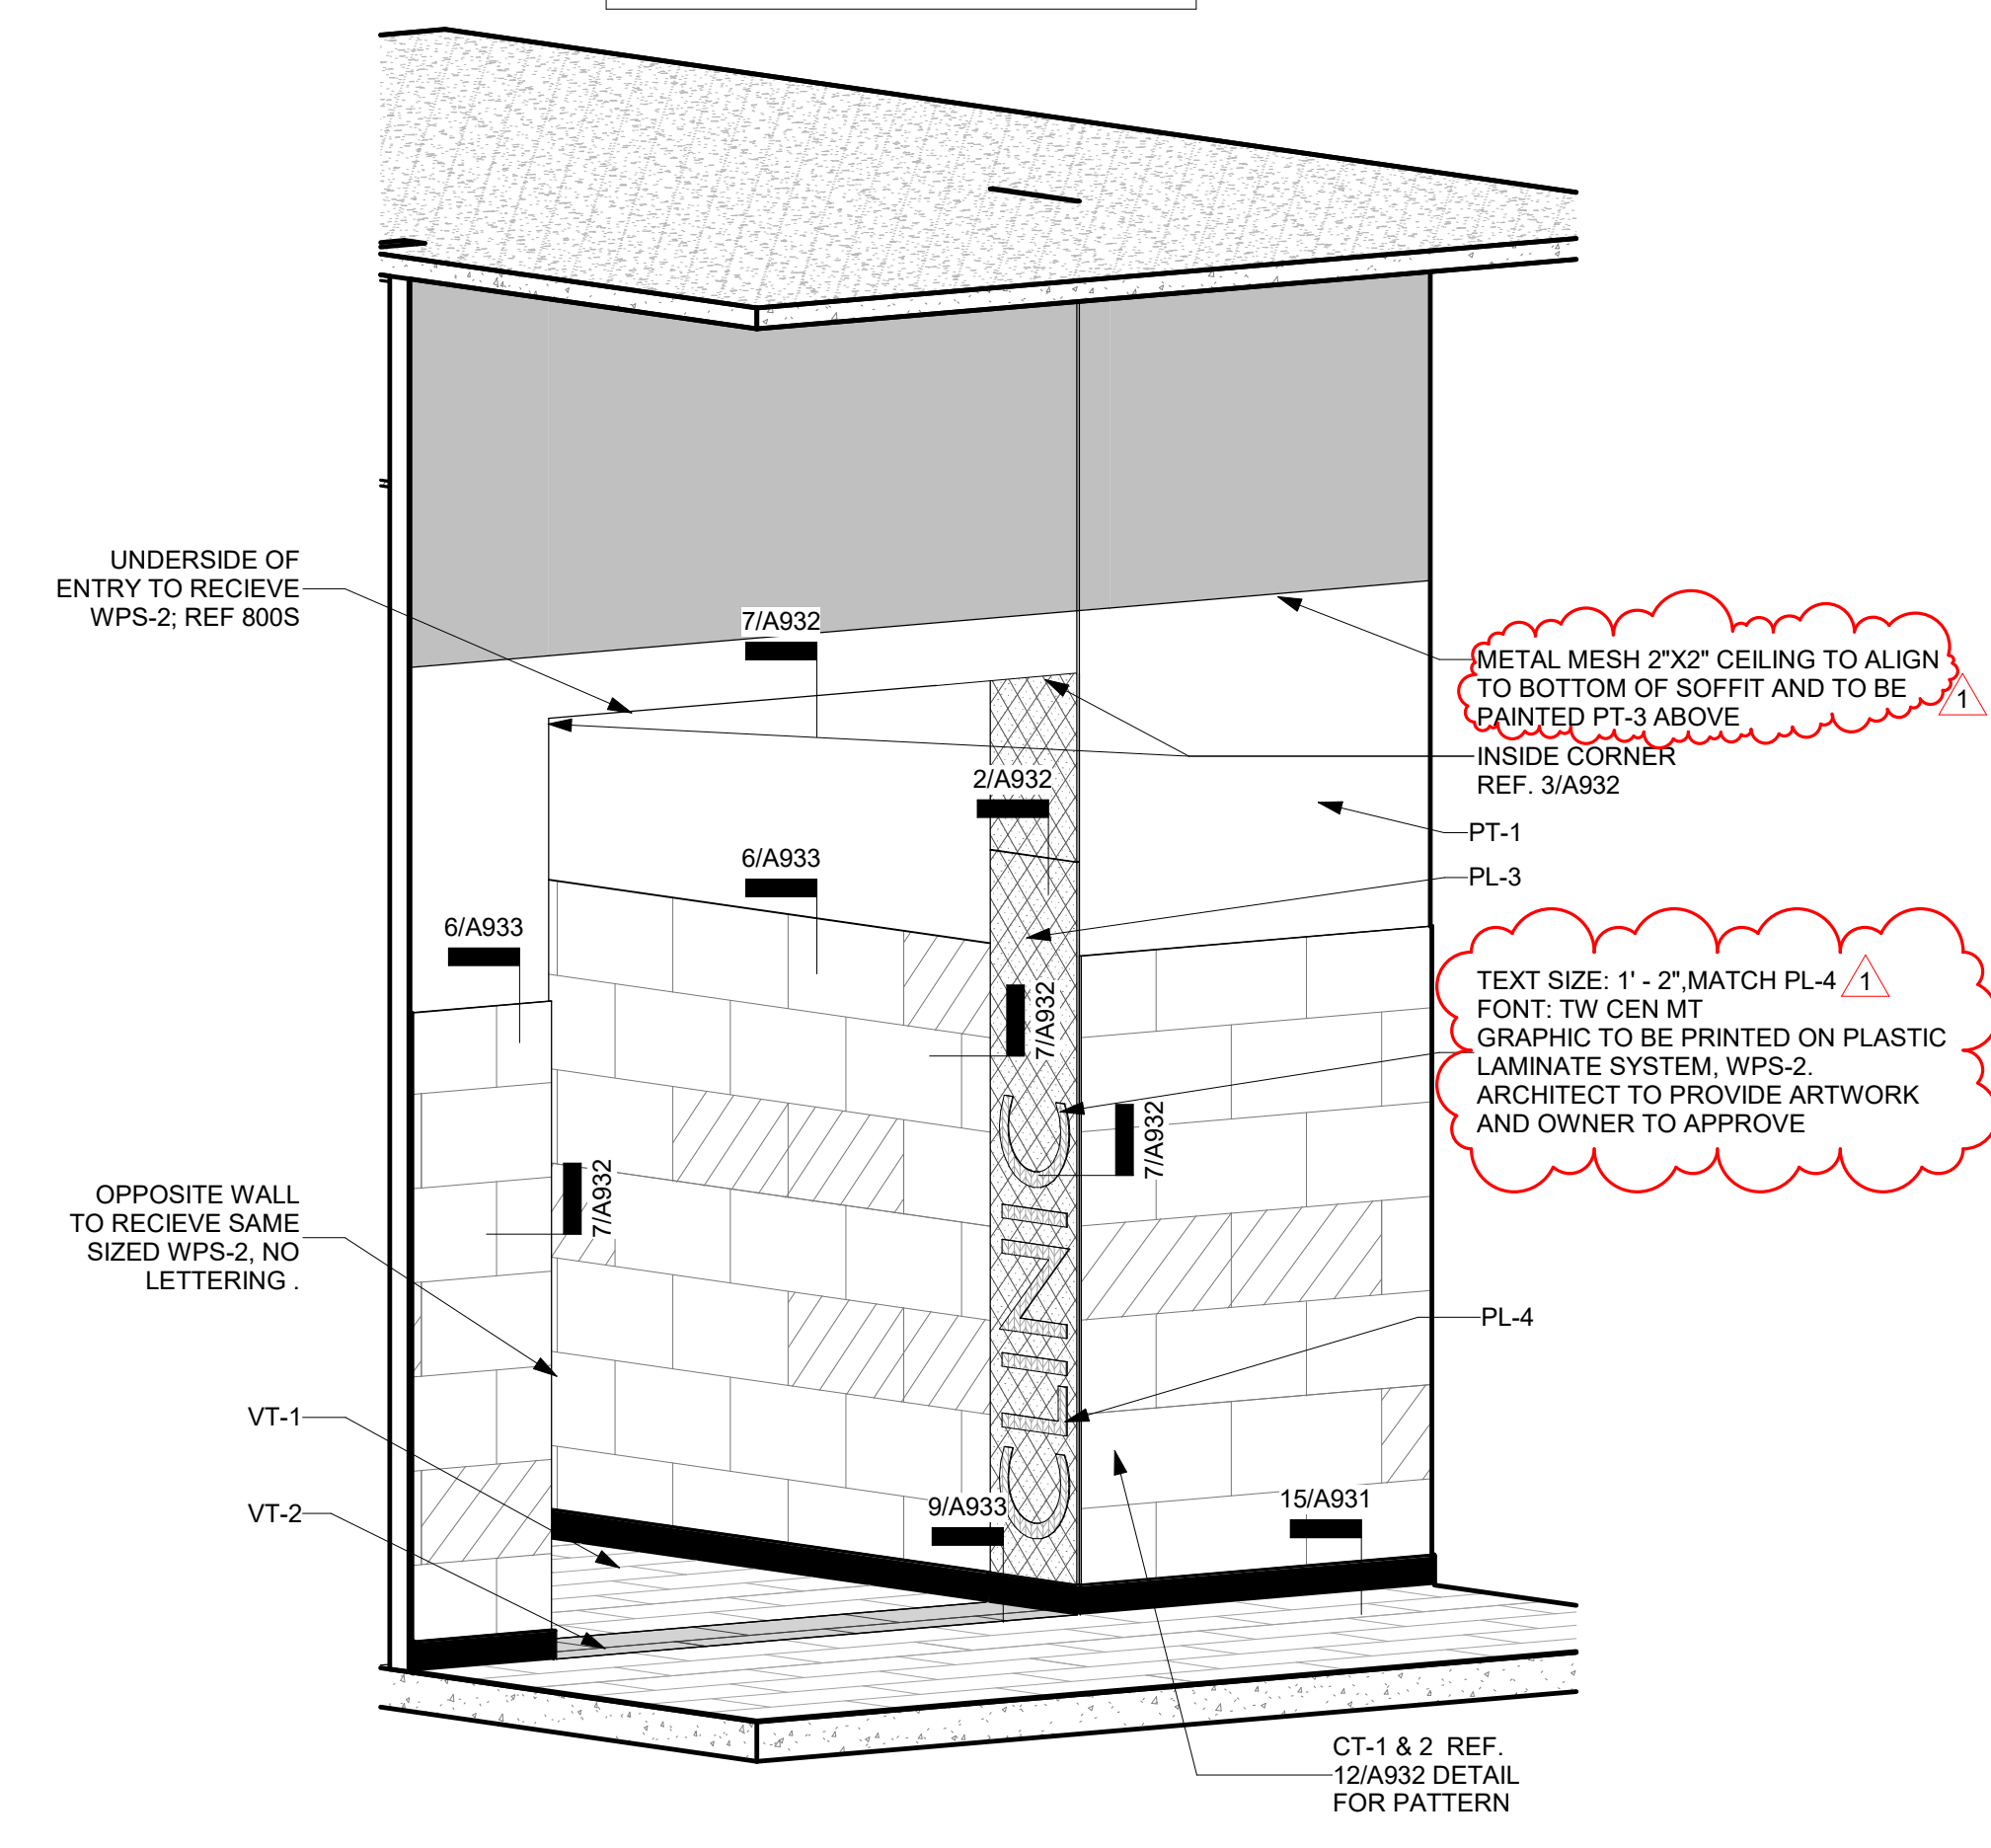 UNDERSIDE OF
ENTRY TO RECIEVE
WPS-2; REF 800S
7/A932
METAL MESH 2"X2" CEILING TO ALIGN
TO BOTTOM OF SOFFIT AND TO BE
PAINTED PT-3 ABOVE
1
INSIDE CORNER
REF. 3/A932
2/A932
PT-1
6/A933
PL-3
6/A933
TEXT SIZE: 1' - 2",MATCH PL-4
1
FONT: TW CEN MT
GRAPHIC TO BE PRINTED ON PLASTIC
LAMINATE SYSTEM, WPS-2.
ARCHITECT TO PROVIDE ARTWORK
AND OWNER TO APPROVE
7/A932
7/A932
7/A932
CLINIC
OPPOSITE WALL
TO RECIEVE SAME
SIZED WPS-2, NO
LETTERING .
PL-4
VT-1
VT-2
9/A933
15/A931
CT-1 & 2 REF.
12/A932 DETAIL
FOR PATTERN